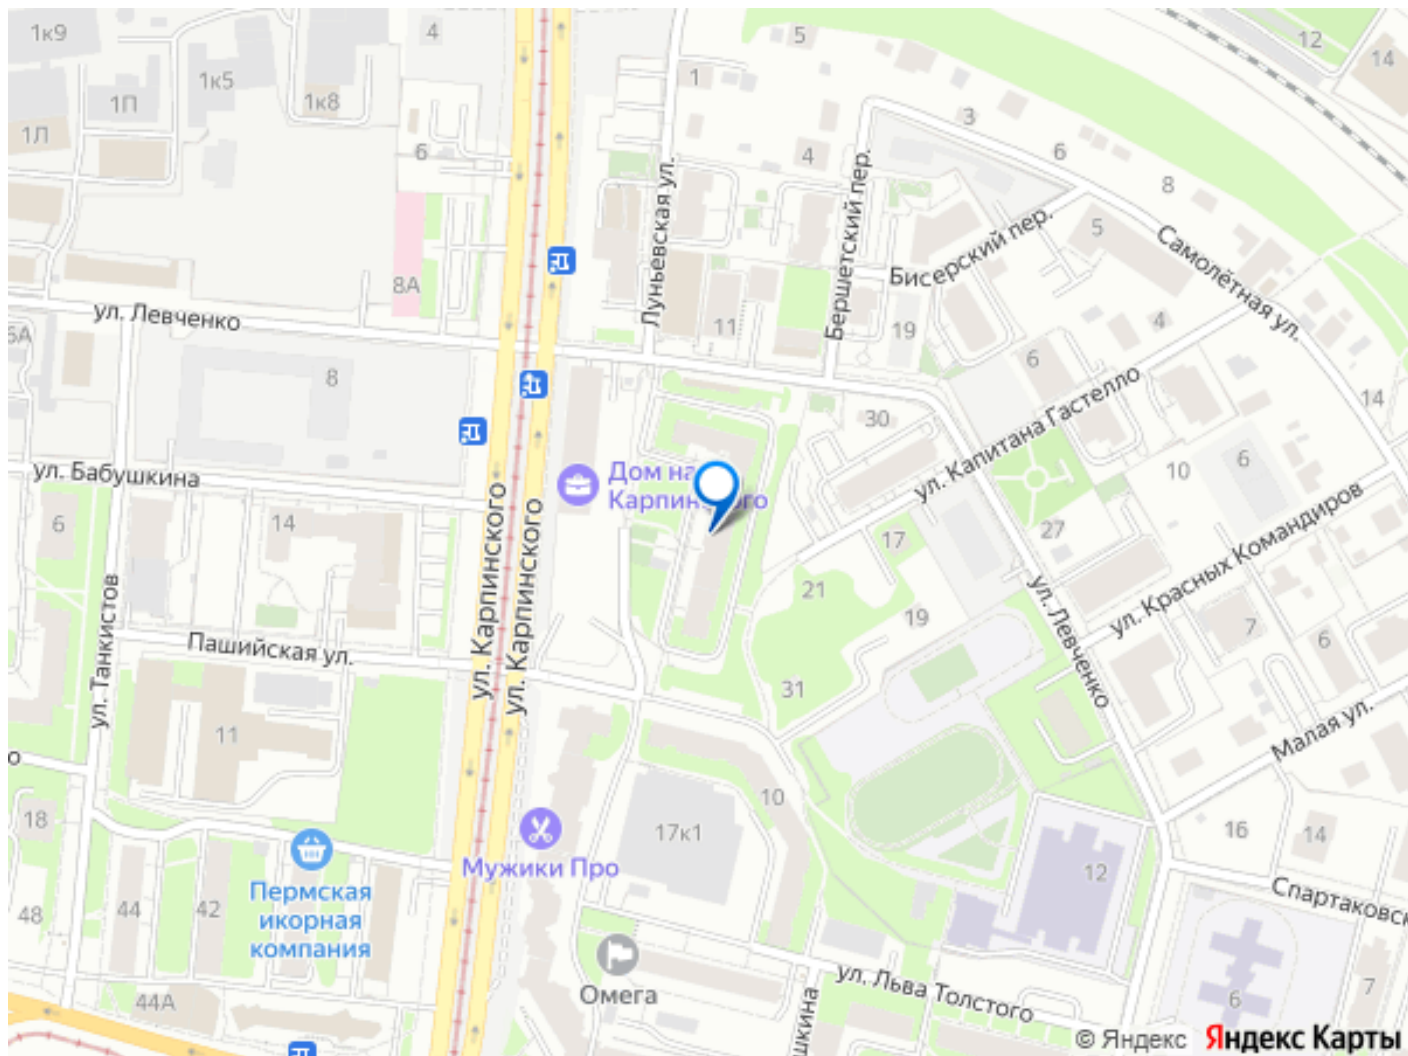 1к9
4
5
12
14
1к5
1
1П
1к8
3
1Л
6
4
6
8
Луньевская ул.
Бершетский пер.
Бисерский пер.
5
Самолётная ул.
8А
ул. Левченко
11
19
4
6А
6
8
14
30
ул. Капитана Гастелло
ул. Бабушкина
Дом на
Карпинского
10
6
6
14
17
27
ул. Красных Командиров
ул. Карпинского
ул. Карпинского
ул. Танкистов
21
19
ул. Левченко
7
6
Пашийская ул.
31
Малая ул.
11
о
10
18
17к1
16
14
Мужики Про
12
Пермская
икорная
компания
Спартаковск
48
44
42
Омега
ул. Льва Толстого
шкина
44А
6
7
© Яндекс Яндекс Карты